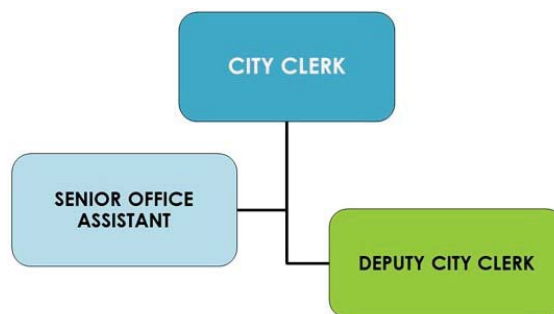 CITY CLERK
SENIOR OFFICE
ASSISTANT
DEPUTY CITY CLERK